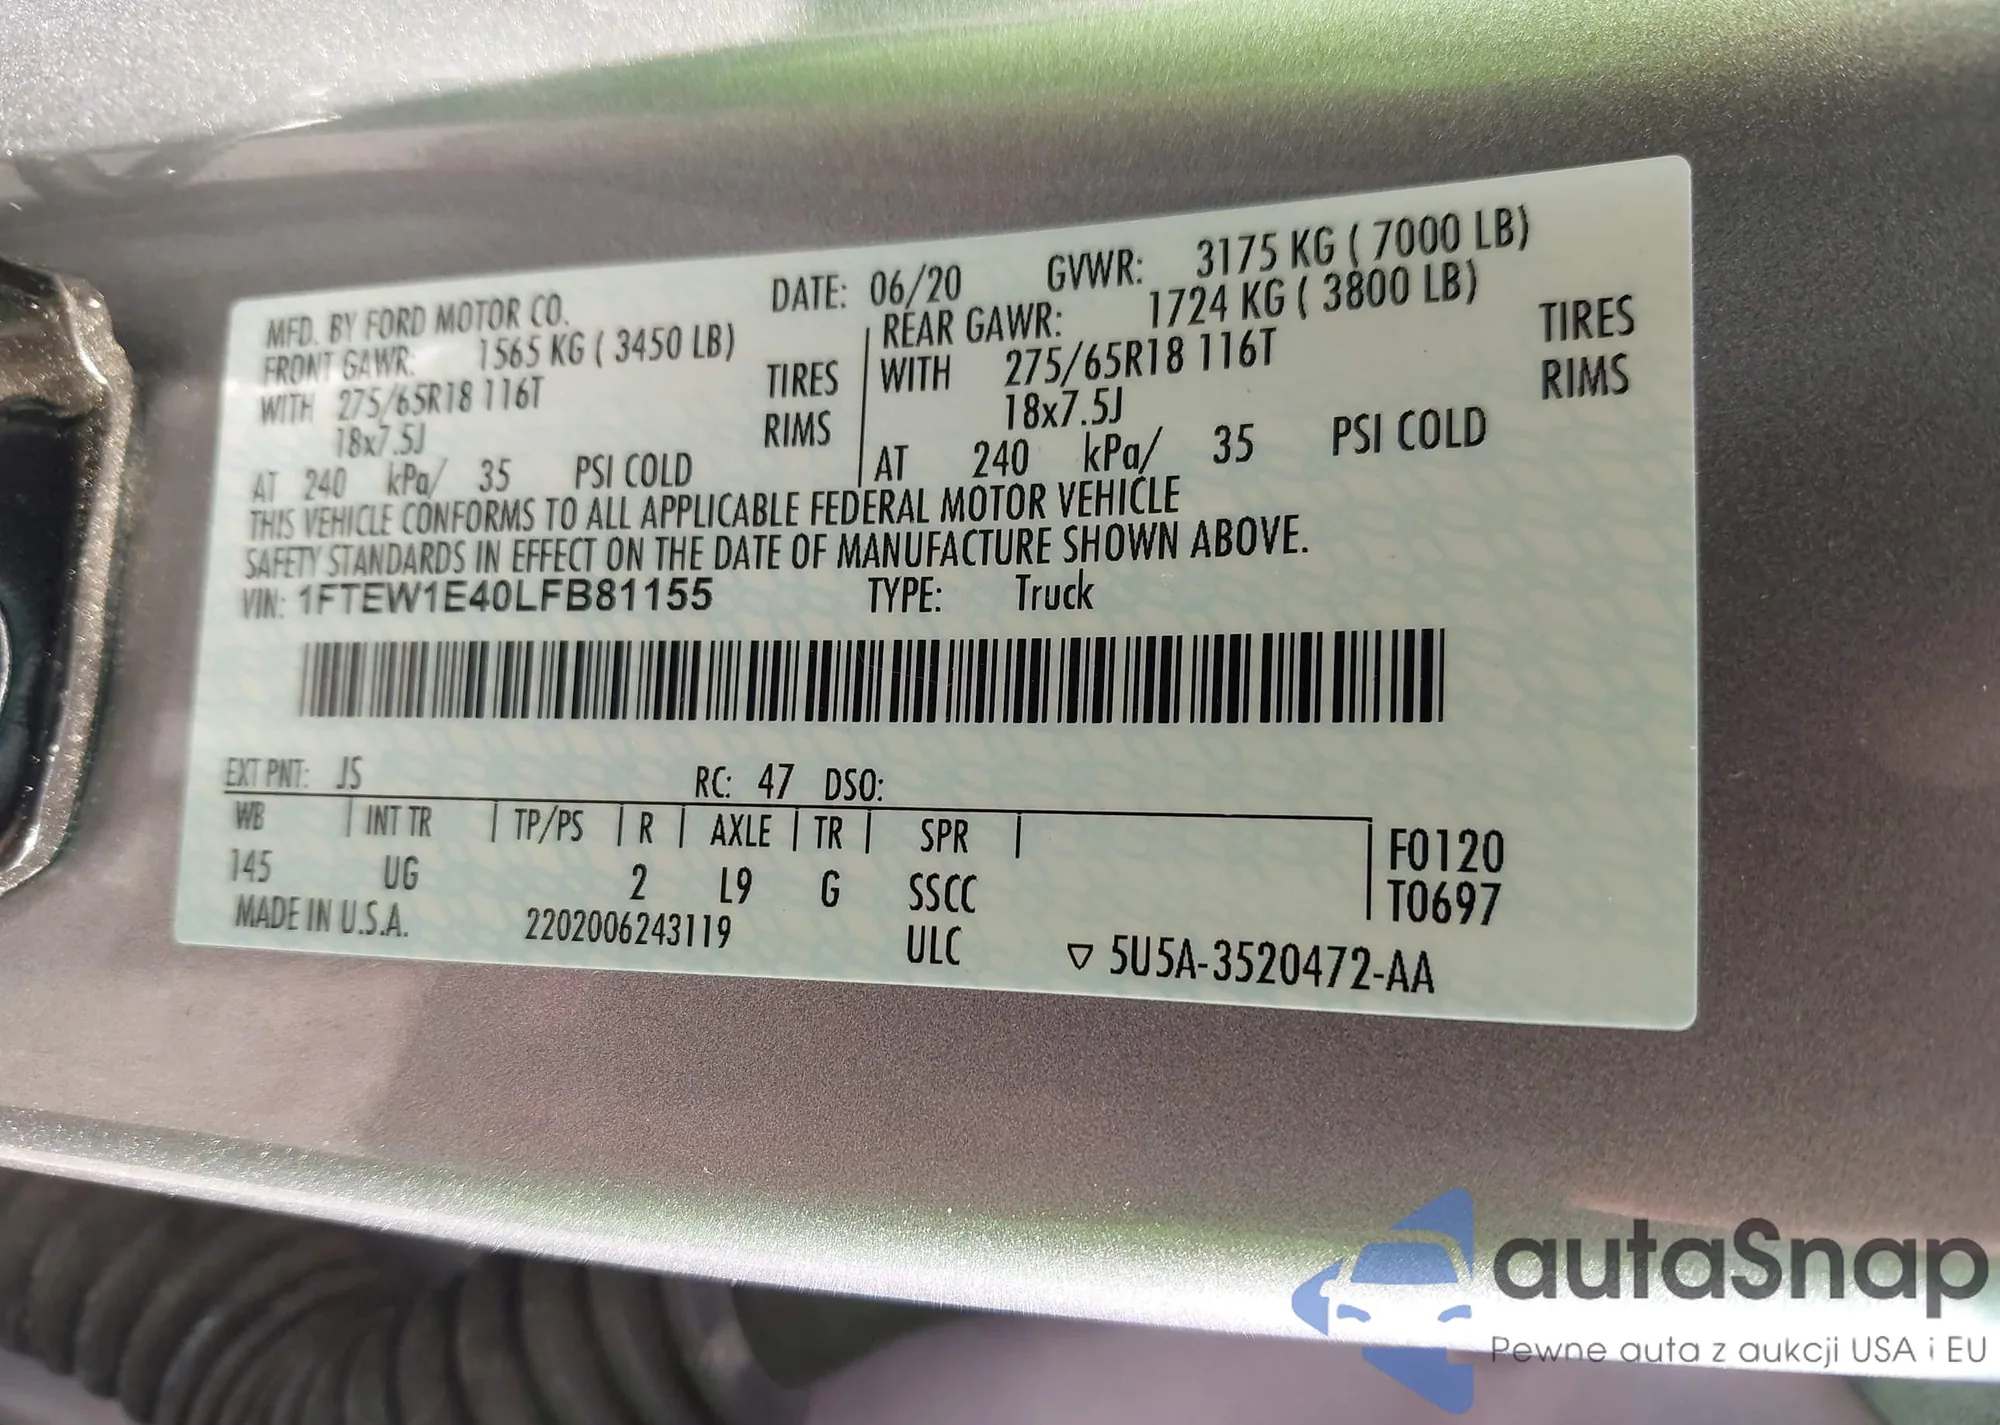 MFD. BY FORD MOTOR CO. DATE: 06/20 GVWR: 3175 KG ( 7000 LB)
FRONT GAWR: 1565 KG ( 3450 LB) REAR GAWR: 1724 KG ( 3800 LB)
WITH 275/65R18 116T TIRES WITH 275/65R18 116T TIRES
18x7.5J RIMS 18x7.5J RIMS
AT 240 kPa/ 35 PSI COLD AT 240 kPa/ 35 PSI COLD
THIS VEHICLE CONFORMS TO ALL APPLICABLE FEDERAL MOTOR VEHICLE
SAFETY STANDARDS IN EFFECT ON THE DATE OF MANUFACTURE SHOWN ABOVE.
VIN: 1FTEW1E40LFB81155 TYPE: Truck
EXT PNT: JS RC: 47 DSO:
WB INT TR TP/PS R AXLE TR SPR F0120
145 UG 2 L9 G SSCC T0697
MADE IN U.S.A. 2202006243119 ULC ▽ 5U5A-3520472-AA
autaSnap
Pewne auta z aukcji USA i EU